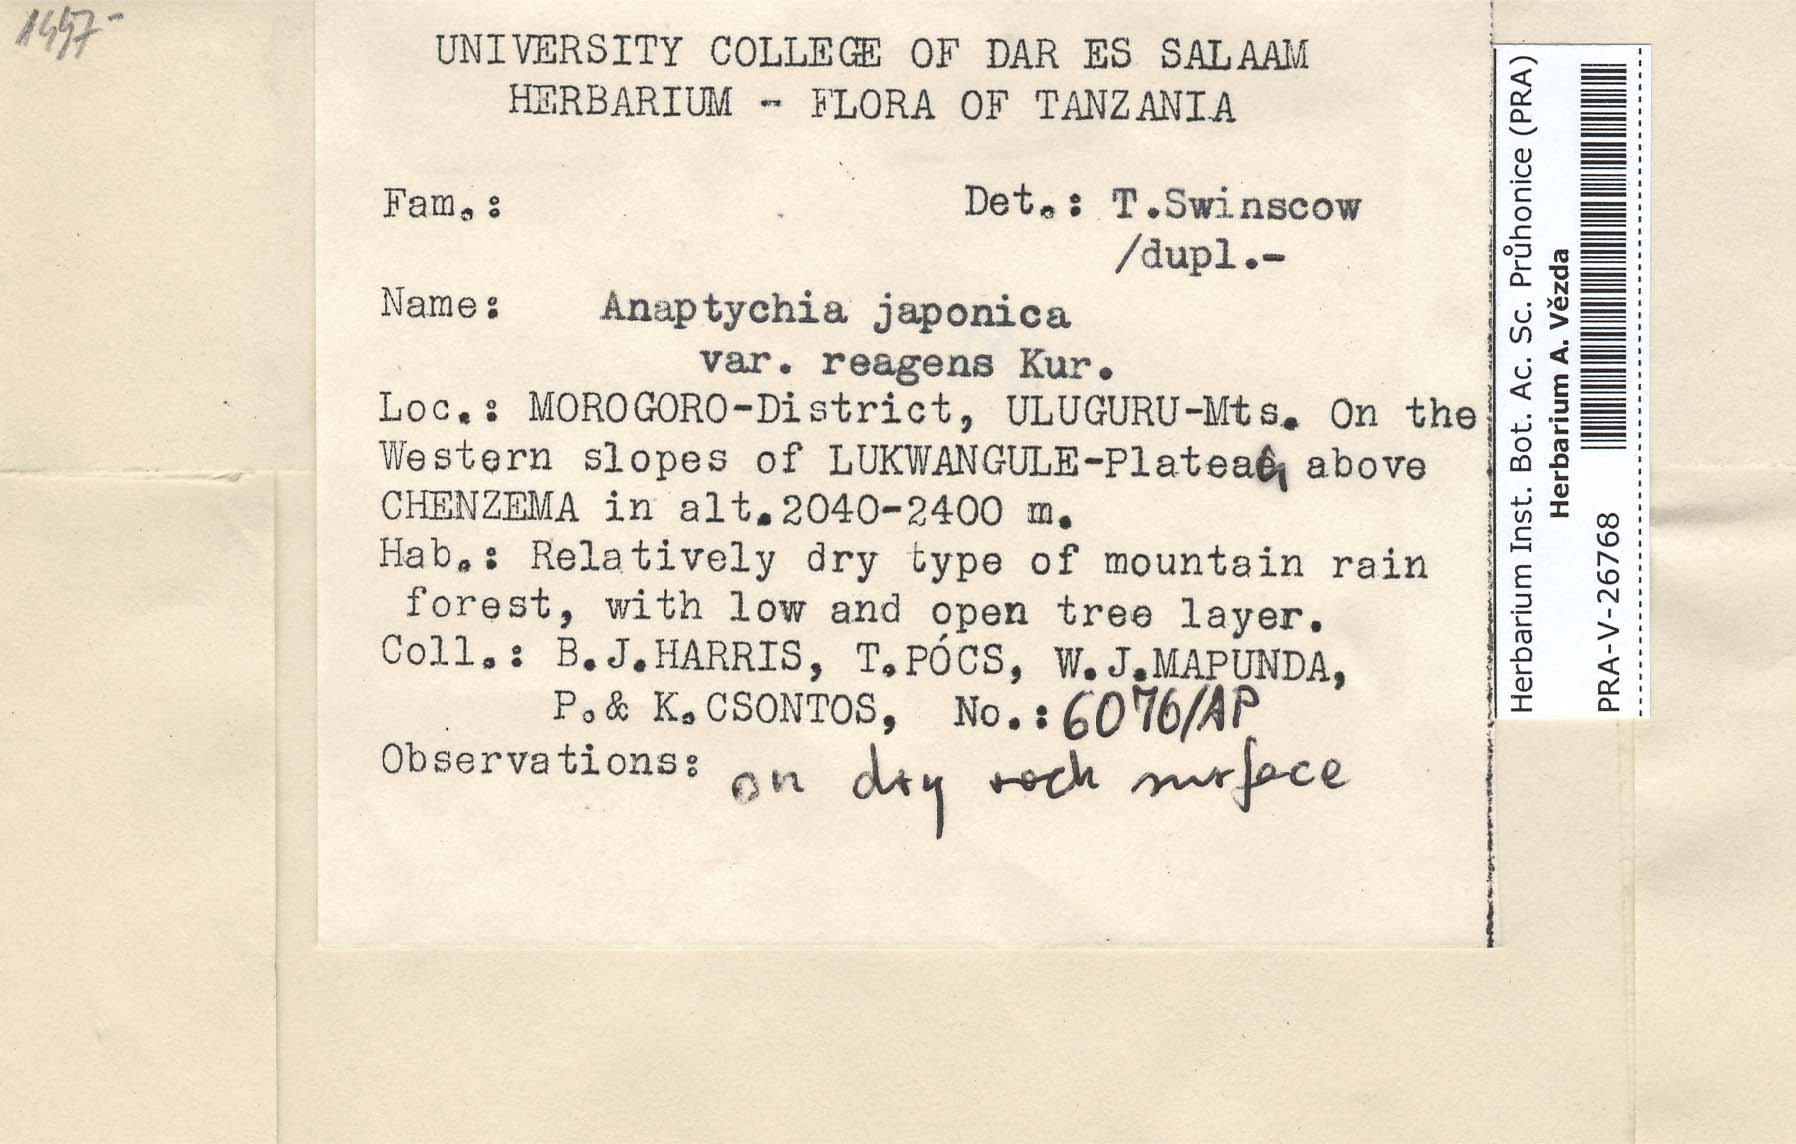 UNIVERSITY COLLEGE OF DAR ES SALAAM
HERBARIUM - FLORA OF TANZANIA
Fam.:
Det.: T.Swinscow
/dupl.-
Name: Anaptychia japonica
var. reagens Kur.
Loc.: MOROGORO-District, ULUGURU-Mts. On the
Western slopes of LUKWANGULE-Plateau above
CHENZEMA in alt.2040-2400 m.
Hab.: Relatively dry type of mountain rain
forest, with low and open tree layer.
Coll.: B.J.HARRIS, T.PÓCS, W.J.MAPUNDA,
P.& K.CSONTOS, No.: 6076/AP
Observations: on dry rock surface
Herbarium Inst. Bot. Ac. Sc. Průhonice (PRA)
Herbarium A. Vězda
PRA-V-26768